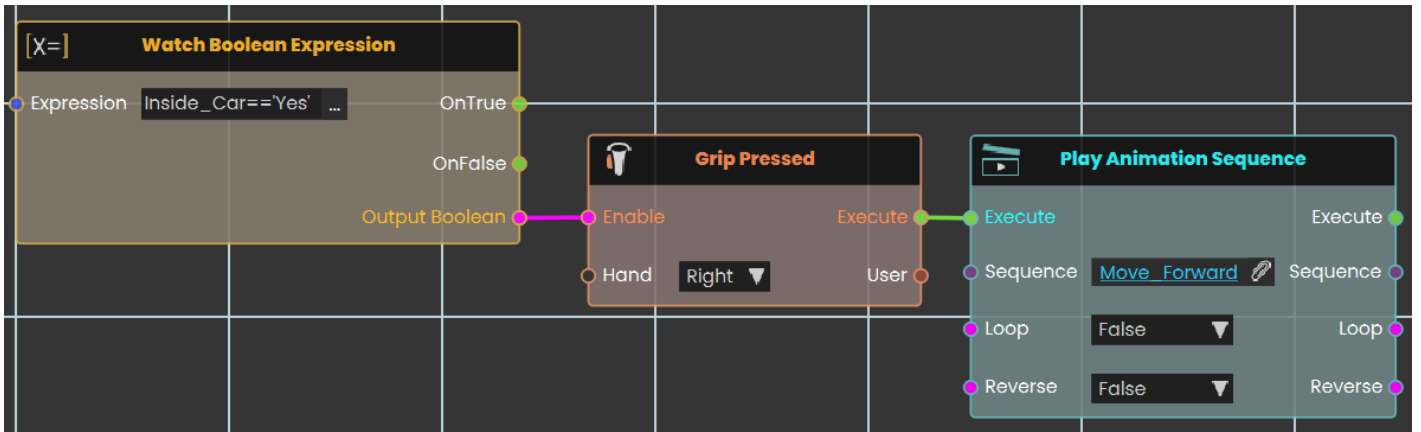 [X=] Watch Boolean Expression
Expression Inside_Car=='Yes' ... OnTrue
OnFalse
Output Boolean
Grip Pressed
Enable Execute
Hand Right User
Play Animation Sequence
Execute Execute
Sequence Move_Forward Sequence
Loop False Loop
Reverse False Reverse